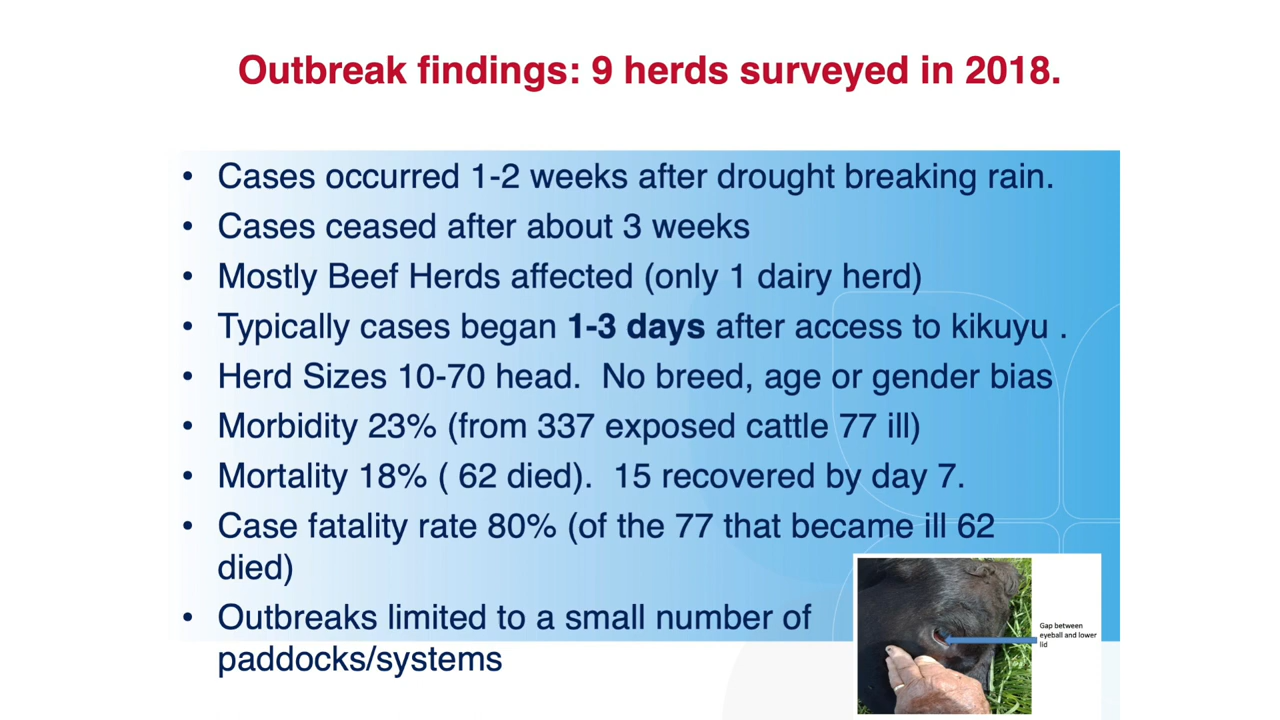 Outbreak findings: 9 herds surveyed in 2018.
• Cases occurred 1-2 weeks after drought breaking rain.
• Cases ceased after about 3 weeks
• Mostly Beef Herds affected (only 1 dairy herd)
• Typically cases began 1-3 days after access to kikuyu .
• Herd Sizes 10-70 head.  No breed, age or gender bias
• Morbidity 23% (from 337 exposed cattle 77 ill)
• Mortality 18% ( 62 died).  15 recovered by day 7.
• Case fatality rate 80% (of the 77 that became ill 62
died)
• Outbreaks limited to a small number of
paddocks/systems
Gap between
eyeball and lower
lid